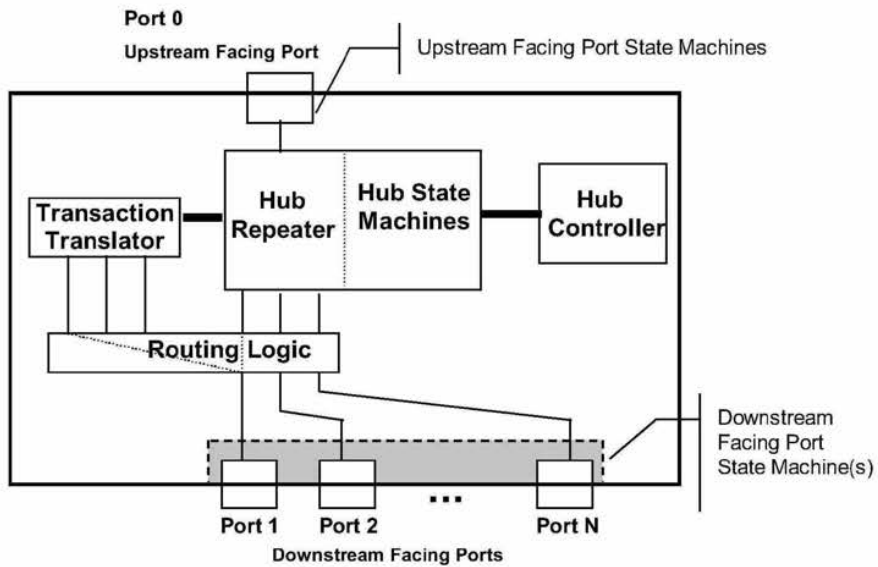 Port 0
Upstream Facing Port
Upstream Facing Port State Machines
Hub
Repeater
Hub State
Machines
Hub
Controller
Transaction
Translator
Routing Logic
Downstream
Facing Port
State Machine(s)
...
Port 1
Port 2
Port N
Downstream Facing Ports